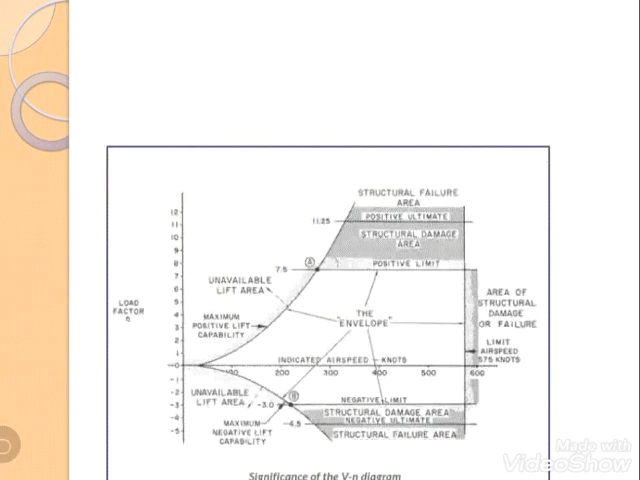 STRUCTURAL FAILURE
AREA
12
11.25
POSITIVE ULTIMATE
11
10
STRUCTURAL DAMAGE
AREA
9
8
7.5
A
POSITIVE LIMIT
7
UNAVAILABLE
LIFT AREA
6
5
LOAD
FACTOR
n
4
MAXIMUM
POSITIVE LIFT
CAPABILITY
3
2
1
THE
"ENVELOPE"
AREA OF
STRUCTURAL
DAMAGE
OR FAILURE
LIMIT
AIRSPEED
575 KNOTS
0
INDICATED AIRSPEED - KNOTS
100
200
300
400
500
600
-1
-2
-3
-4
-5
UNAVAILABLE
LIFT AREA
-3.0
B
NEGATIVE LIMIT
STRUCTURAL DAMAGE AREA
NEGATIVE ULTIMATE
-4.5
MAXIMUM
NEGATIVE LIFT
CAPABILITY
STRUCTURAL FAILURE AREA
Significance of the V-n diagram
Made with
VideoShow